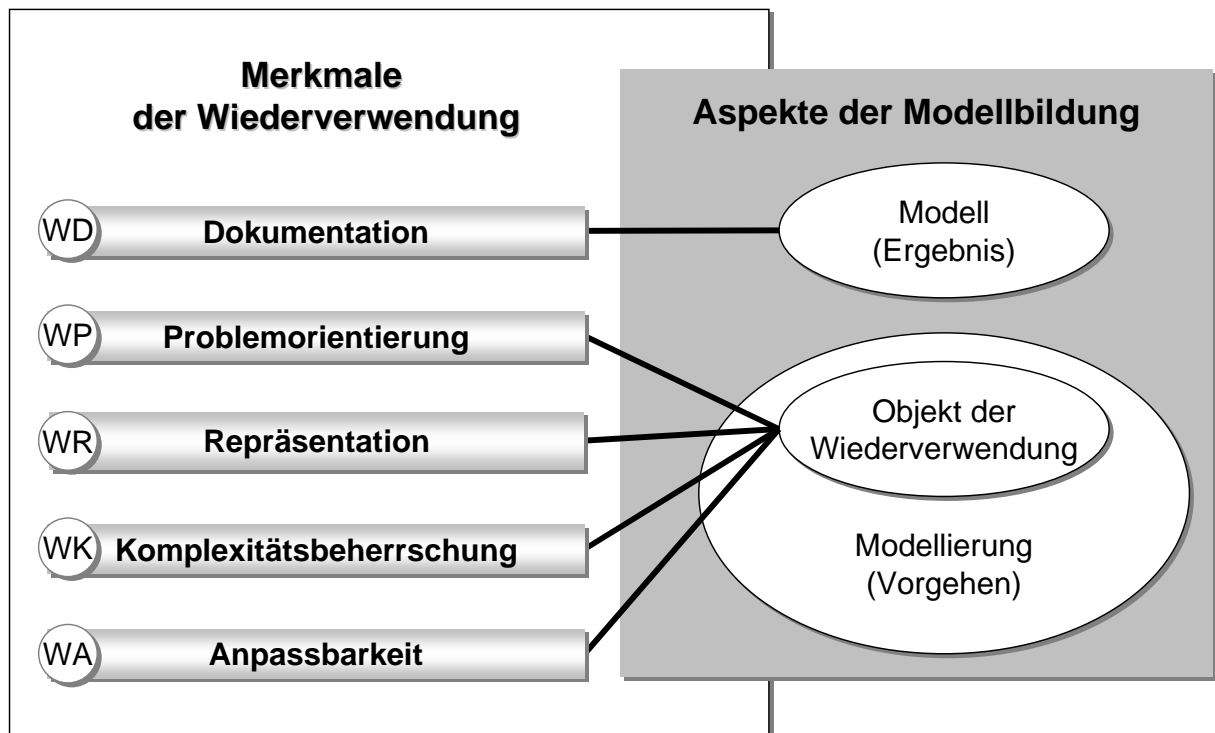 Merkmale
der Wiederverwendung
WD Dokumentation
WP Problemorientierung
WR Repräsentation
WK Komplexitätsbeherrschung
WA Anpassbarkeit
Aspekte der Modellbildung
Modell
(Ergebnis)
Objekt der
Wiederverwendung
Modellierung
(Vorgehen)